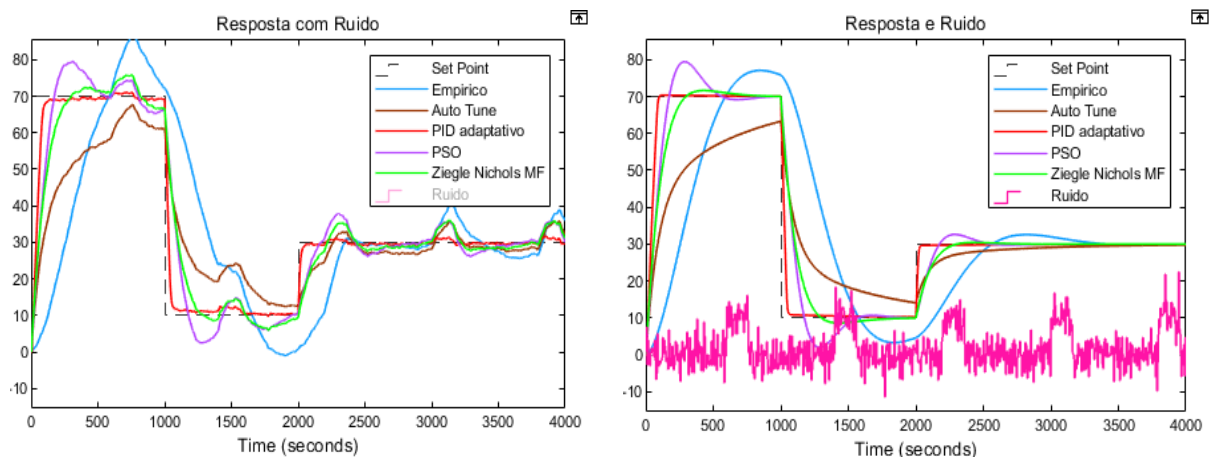 Resposta com Ruido
80
70
60
50
40
30
20
10
0
-10
0
500
1000
1500
2000
2500
3000
3500
4000
Time (seconds)
Set Point
Empirico
Auto Tune
PID adaptativo
PSO
Ziegle Nichols MF
Ruido
Resposta e Ruido
80
70
60
50
40
30
20
10
0
-10
0
500
1000
1500
2000
2500
3000
3500
4000
Time (seconds)
Set Point
Empirico
Auto Tune
PID adaptativo
PSO
Ziegle Nichols MF
Ruido